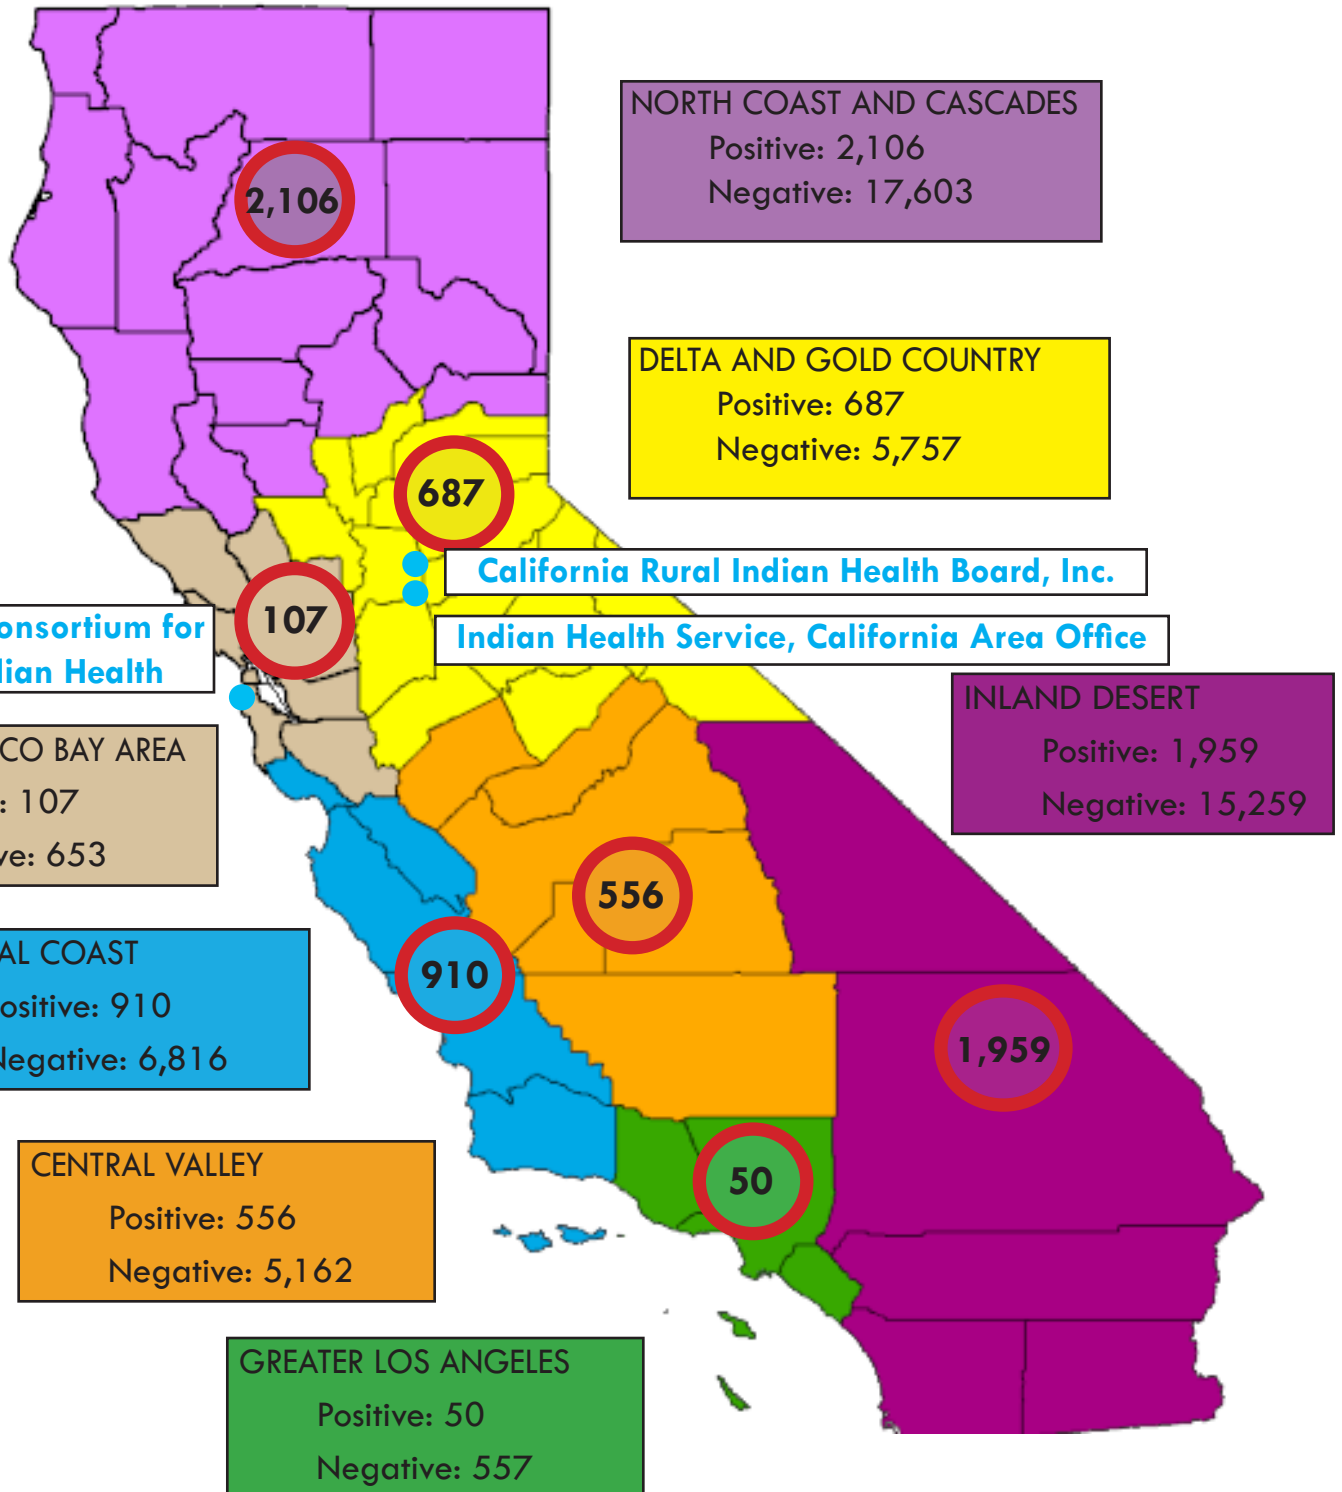 2,106
NORTH COAST AND CASCADES
Positive: 2,106
Negative: 17,603
DELTA AND GOLD COUNTRY
Positive: 687
Negative: 5,757
687
California Rural Indian Health Board, Inc.
107
onsortium for
dian Health
Indian Health Service, California Area Office
INLAND DESERT
Positive: 1,959
Negative: 15,259
CO BAY AREA
: 107
ve: 653
556
AL COAST
ositive: 910
Negative: 6,816
910
1,959
CENTRAL VALLEY
Positive: 556
Negative: 5,162
50
GREATER LOS ANGELES
Positive: 50
Negative: 557